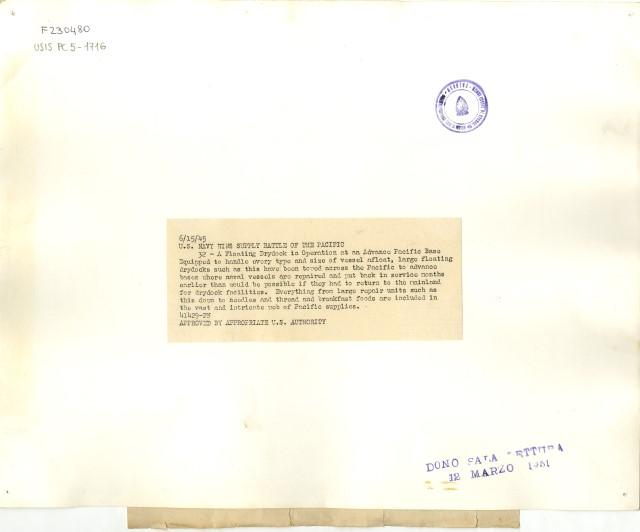 F230480
USIS PC 5-1716
6/15/45
U.S. NAVY WINS SUPPLY BATTLE OF THE PACIFIC
32 - A Floating Drydock in Operation at an Advance Pacific Base
Equipped to handle every type and size of vessel afloat, large floating
drydocks such as this have been towed across the Pacific to advance
bases where naval vessels are repaired and put back in service months
earlier than would be possible if they had to return to the mainland
for drydock facilities. Everything from large repair units such as
this down to needles and thread and breakfast foods are included in
the vast and intricate web of Pacific supplies.
41429-FF
APPROVED BY APPROPRIATE U.S. AUTHORITY
DONO SALA LETTURA
12 MARZO 1951